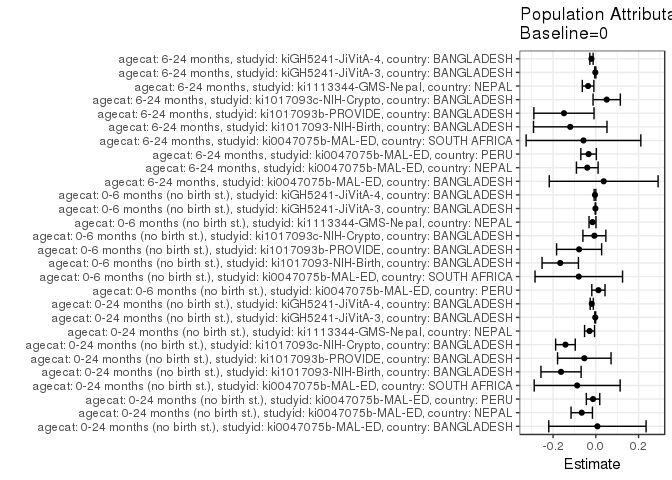 Population Attributa
Baseline=0
agecat: 6-24 months, studyid: kiGH5241-JiVitA-4, country: BANGLADESH
agecat: 6-24 months, studyid: kiGH5241-JiVitA-3, country: BANGLADESH
agecat: 6-24 months, studyid: ki1113344-GMS-Nepal, country: NEPAL
agecat: 6-24 months, studyid: ki1017093c-NIH-Crypto, country: BANGLADESH
agecat: 6-24 months, studyid: ki1017093b-PROVIDE, country: BANGLADESH
agecat: 6-24 months, studyid: ki1017093-NIH-Birth, country: BANGLADESH
agecat: 6-24 months, studyid: ki0047075b-MAL-ED, country: SOUTH AFRICA
agecat: 6-24 months, studyid: ki0047075b-MAL-ED, country: PERU
agecat: 6-24 months, studyid: ki0047075b-MAL-ED, country: NEPAL
agecat: 6-24 months, studyid: ki0047075b-MAL-ED, country: BANGLADESH
agecat: 0-6 months (no birth st.), studyid: kiGH5241-JiVitA-4, country: BANGLADESH
agecat: 0-6 months (no birth st.), studyid: kiGH5241-JiVitA-3, country: BANGLADESH
agecat: 0-6 months (no birth st.), studyid: ki1113344-GMS-Nepal, country: NEPAL
agecat: 0-6 months (no birth st.), studyid: ki1017093c-NIH-Crypto, country: BANGLADESH
agecat: 0-6 months (no birth st.), studyid: ki1017093b-PROVIDE, country: BANGLADESH
agecat: 0-6 months (no birth st.), studyid: ki1017093-NIH-Birth, country: BANGLADESH
agecat: 0-6 months (no birth st.), studyid: ki0047075b-MAL-ED, country: SOUTH AFRICA
agecat: 0-6 months (no birth st.), studyid: ki0047075b-MAL-ED, country: PERU
agecat: 0-24 months (no birth st.), studyid: kiGH5241-JiVitA-4, country: BANGLADESH
agecat: 0-24 months (no birth st.), studyid: kiGH5241-JiVitA-3, country: BANGLADESH
agecat: 0-24 months (no birth st.), studyid: ki1113344-GMS-Nepal, country: NEPAL
agecat: 0-24 months (no birth st.), studyid: ki1017093c-NIH-Crypto, country: BANGLADESH
agecat: 0-24 months (no birth st.), studyid: ki1017093b-PROVIDE, country: BANGLADESH
agecat: 0-24 months (no birth st.), studyid: ki1017093-NIH-Birth, country: BANGLADESH
agecat: 0-24 months (no birth st.), studyid: ki0047075b-MAL-ED, country: SOUTH AFRICA
agecat: 0-24 months (no birth st.), studyid: ki0047075b-MAL-ED, country: PERU
agecat: 0-24 months (no birth st.), studyid: ki0047075b-MAL-ED, country: NEPAL
agecat: 0-24 months (no birth st.), studyid: ki0047075b-MAL-ED, country: BANGLADESH
-0.2 0.0 0.2
Estimate